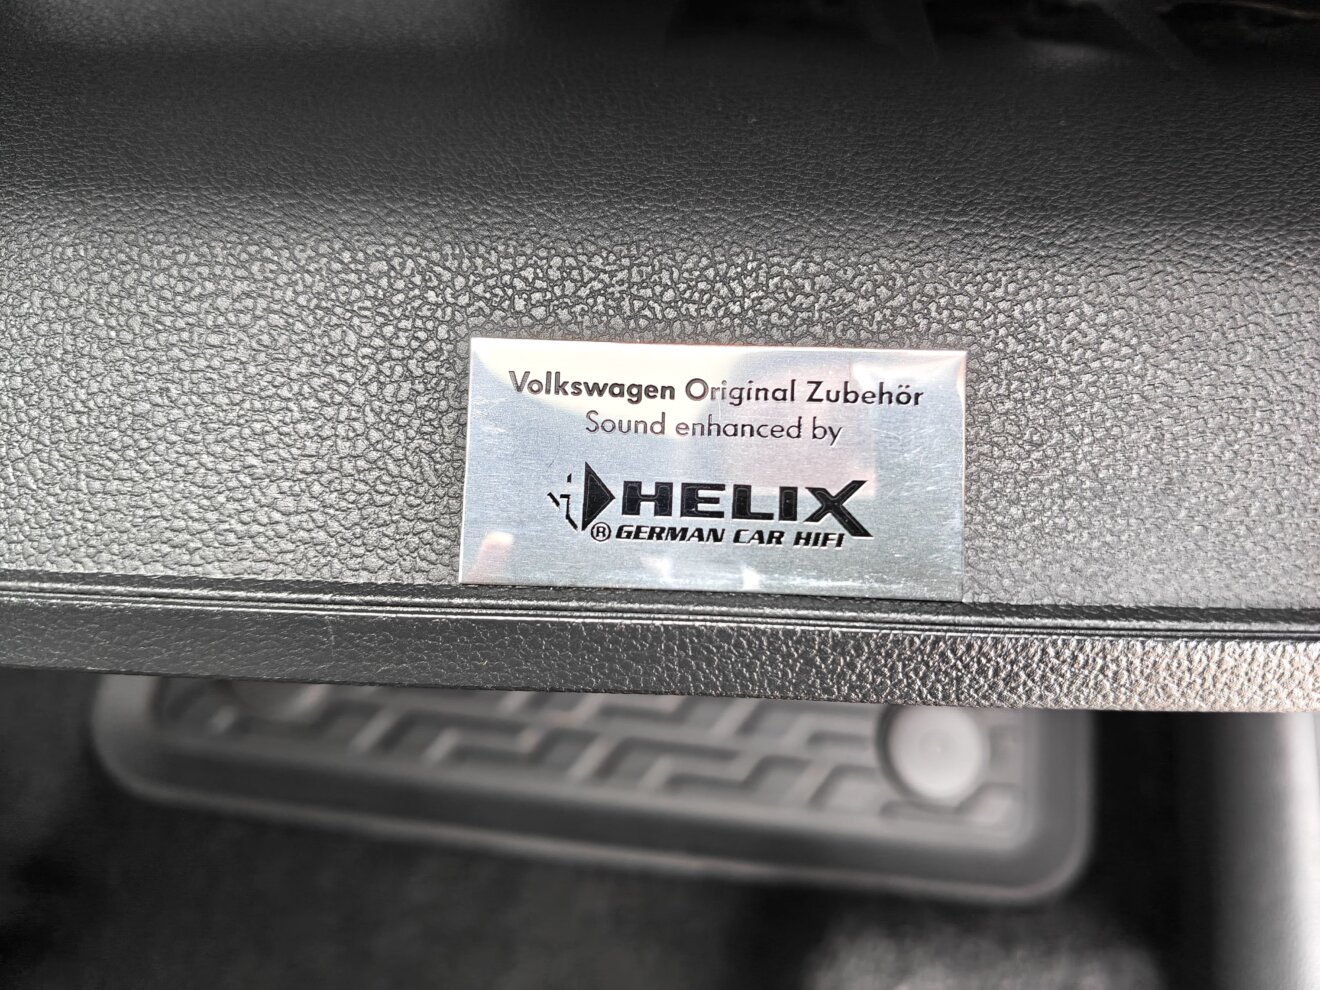 Volkswagen Original Zubehör
Sound enhanced by
HELIX
® GERMAN CAR HIFI